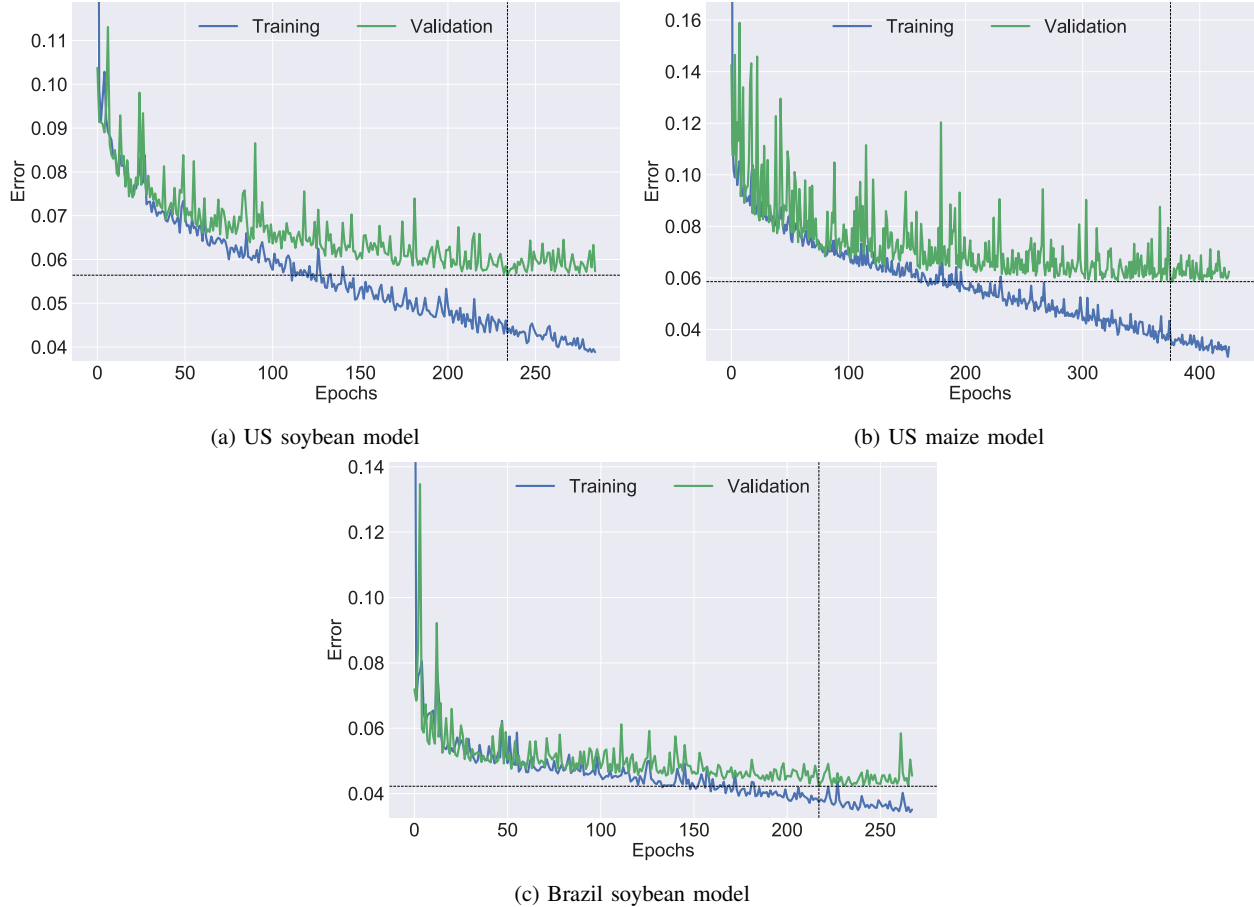 Training Validation
0.11
0.10
0.09
0.08
0.07
0.06
0.05
0.04
Error
0 50 100 150 200 250
Epochs
(a) US soybean model
Training Validation
0.16
0.14
0.12
0.10
0.08
0.06
0.04
Error
0 100 200 300 400
Epochs
(b) US maize model
Training Validation
0.14
0.12
0.10
0.08
0.06
0.04
Error
0 50 100 150 200 250
Epochs
(c) Brazil soybean model